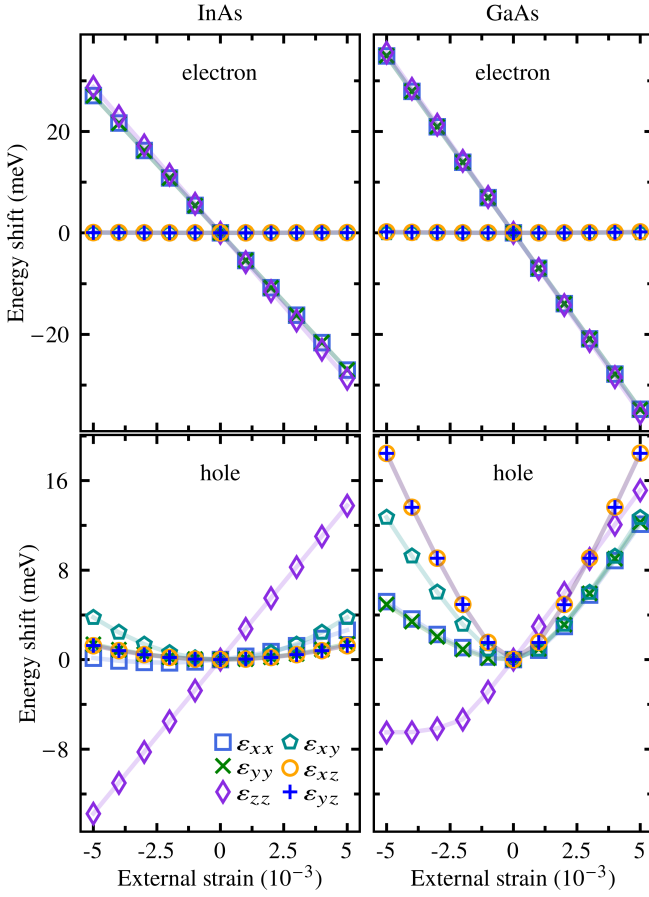 InAs
GaAs
electron
electron
20
0
−20
Energy shift (meV)
hole
hole
16
8
0
−8
Energy shift (meV)
εxx
εxy
εyy
εxz
εzz
εyz
-5
-2.5
0
2.5
5
-5
-2.5
0
2.5
5
External strain (10⁻³)
External strain (10⁻³)